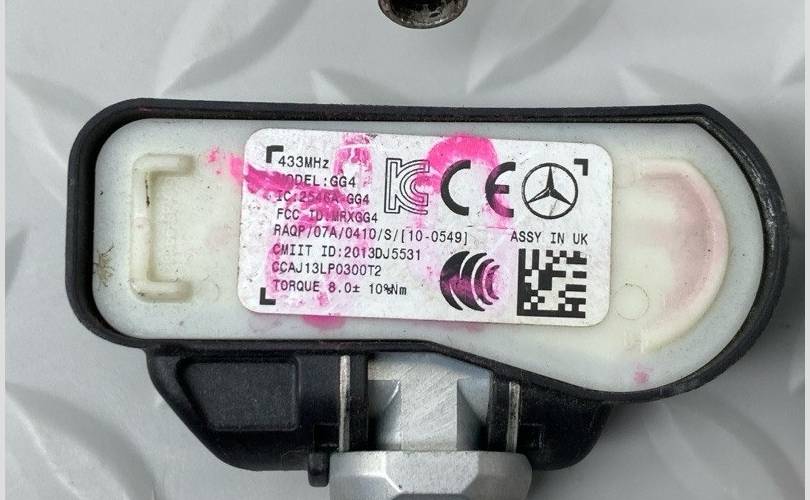 433MHz
MODEL:GG4
IC:2546A-GG4
FCC ID:MRXGG4
RAQP/07A/0410/S/[10-0549]
ASSY IN UK
CMIIT ID:2013DJ5531
CCAJ13LP0300T2
TORQUE 8.0± 10%Nm
KC
CE